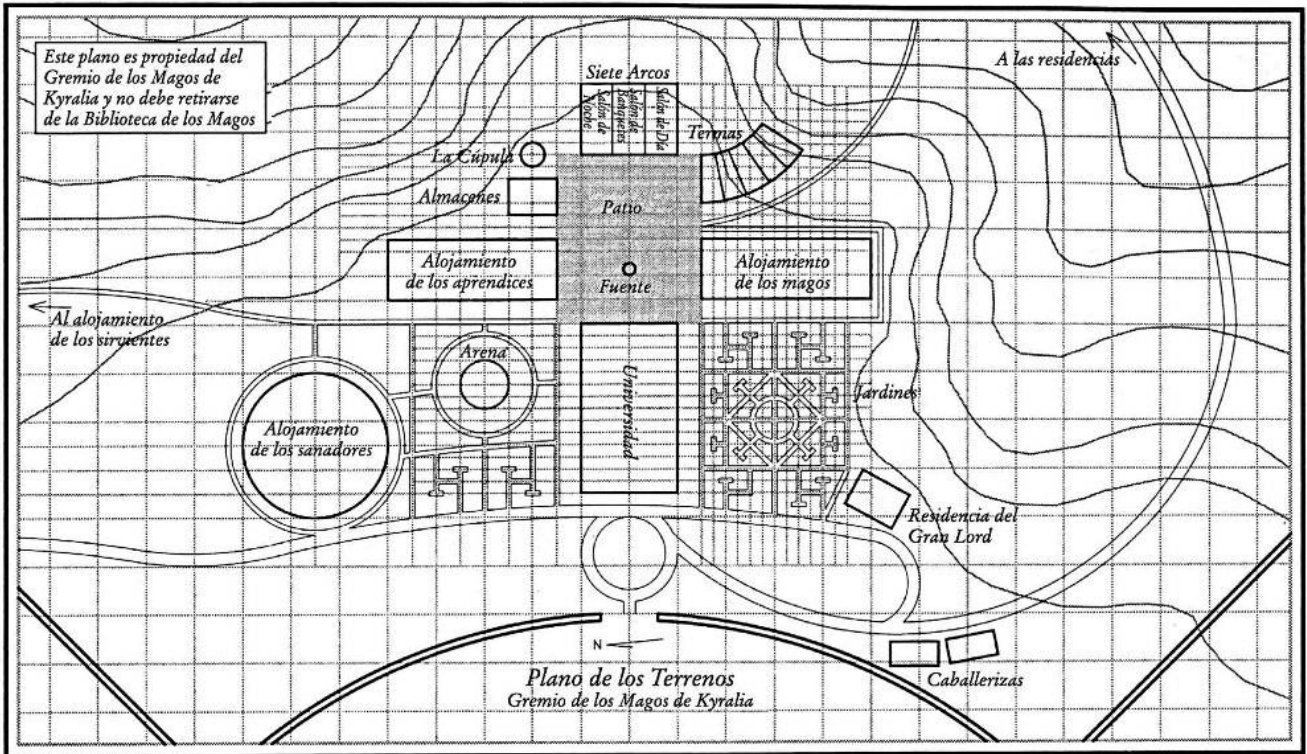 Este plano es propiedad del
Gremio de los Magos de
Kyralia y no debe retirarse
de la Biblioteca de los Magos
A las residencias
Siete Arcos
Salón de
Noche
Salón de
Banquetes
Salón de Día
Termas
La Cúpula
Almacenes
Patio
Alojamiento
de los aprendices
Fuente
Alojamiento
de los magos
Al alojamiento
de los sirvientes
Arena
Universidad
Jardines
Alojamiento
de los sanadores
Residencia del
Gran Lord
N
Caballerizas
Plano de los Terrenos
Gremio de los Magos de Kyralia